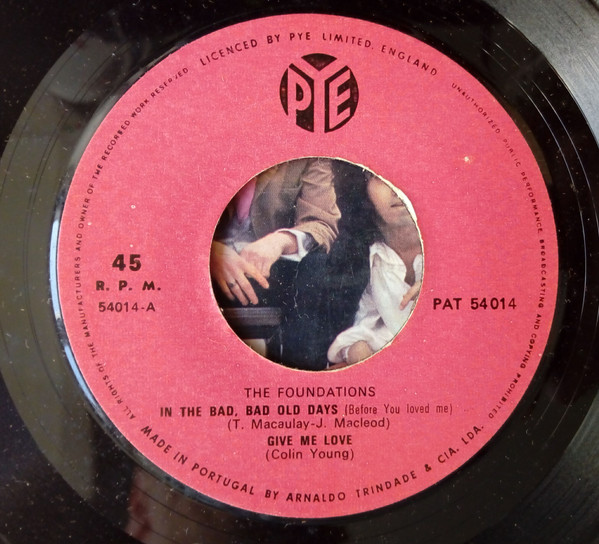 LICENCED BY PYE LIMITED. ENGLAND
UNAUTHORIZED PUBLIC PERFORMANCE, BROADCASTING AND COPYING PROHIBITED
ALL RIGHTS OF THE MANUFACTURERS AND OWNER OF THE RECORDED WORK RESERVED.
PYE
45
R. P. M.
54014-A
PAT 54014
THE FOUNDATIONS
IN THE BAD, BAD OLD DAYS (Before You loved me)
(T. Macaulay-J. Macleod)
GIVE ME LOVE
(Colin Young)
MADE IN PORTUGAL BY ARNALDO TRINDADE & CIA. LDA.